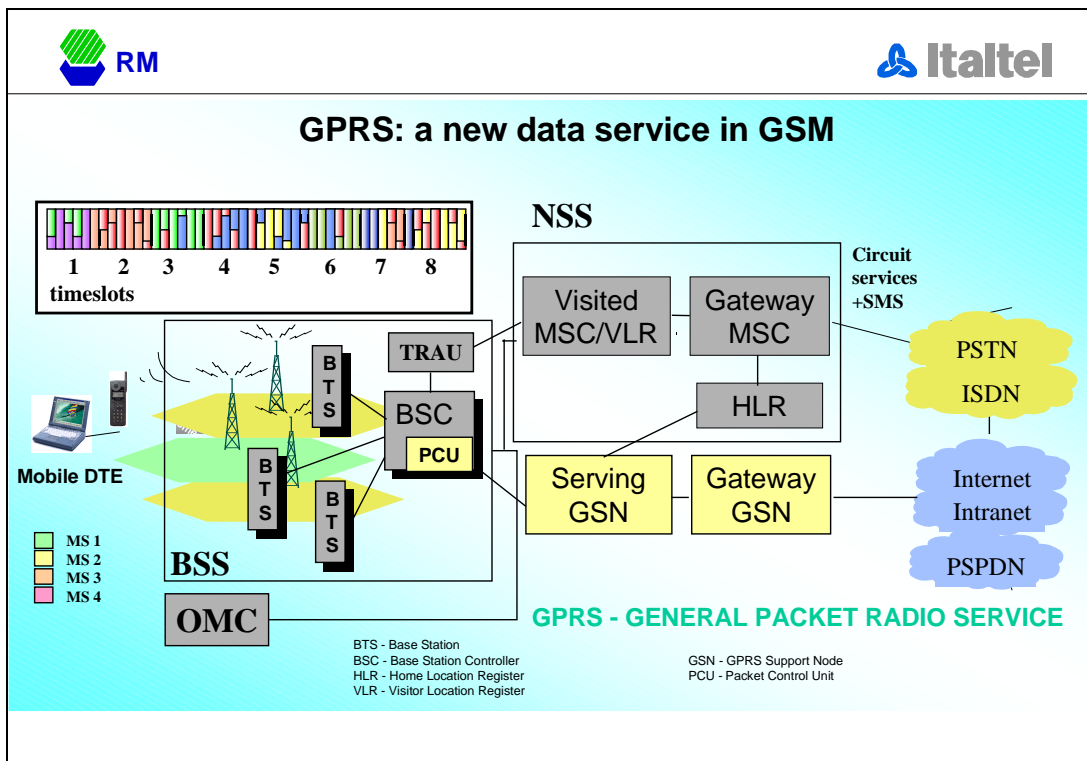 RM
Italtel
GPRS: a new data service in GSM
1 2 3 4 5 6 7 8
timeslots
NSS
Circuit
services
+SMS
Visited
MSC/VLR
Gateway
MSC
HLR
PSTN
ISDN
TRAU
BTS
BSC
PCU
BTS
BTS
Mobile DTE
Serving
GSN
Gateway
GSN
Internet
Intranet
PSPDN
MS 1
MS 2
MS 3
MS 4
BSS
OMC
GPRS - GENERAL PACKET RADIO SERVICE
BTS - Base Station
BSC - Base Station Controller
HLR - Home Location Register
VLR - Visitor Location Register
GSN - GPRS Support Node
PCU - Packet Control Unit